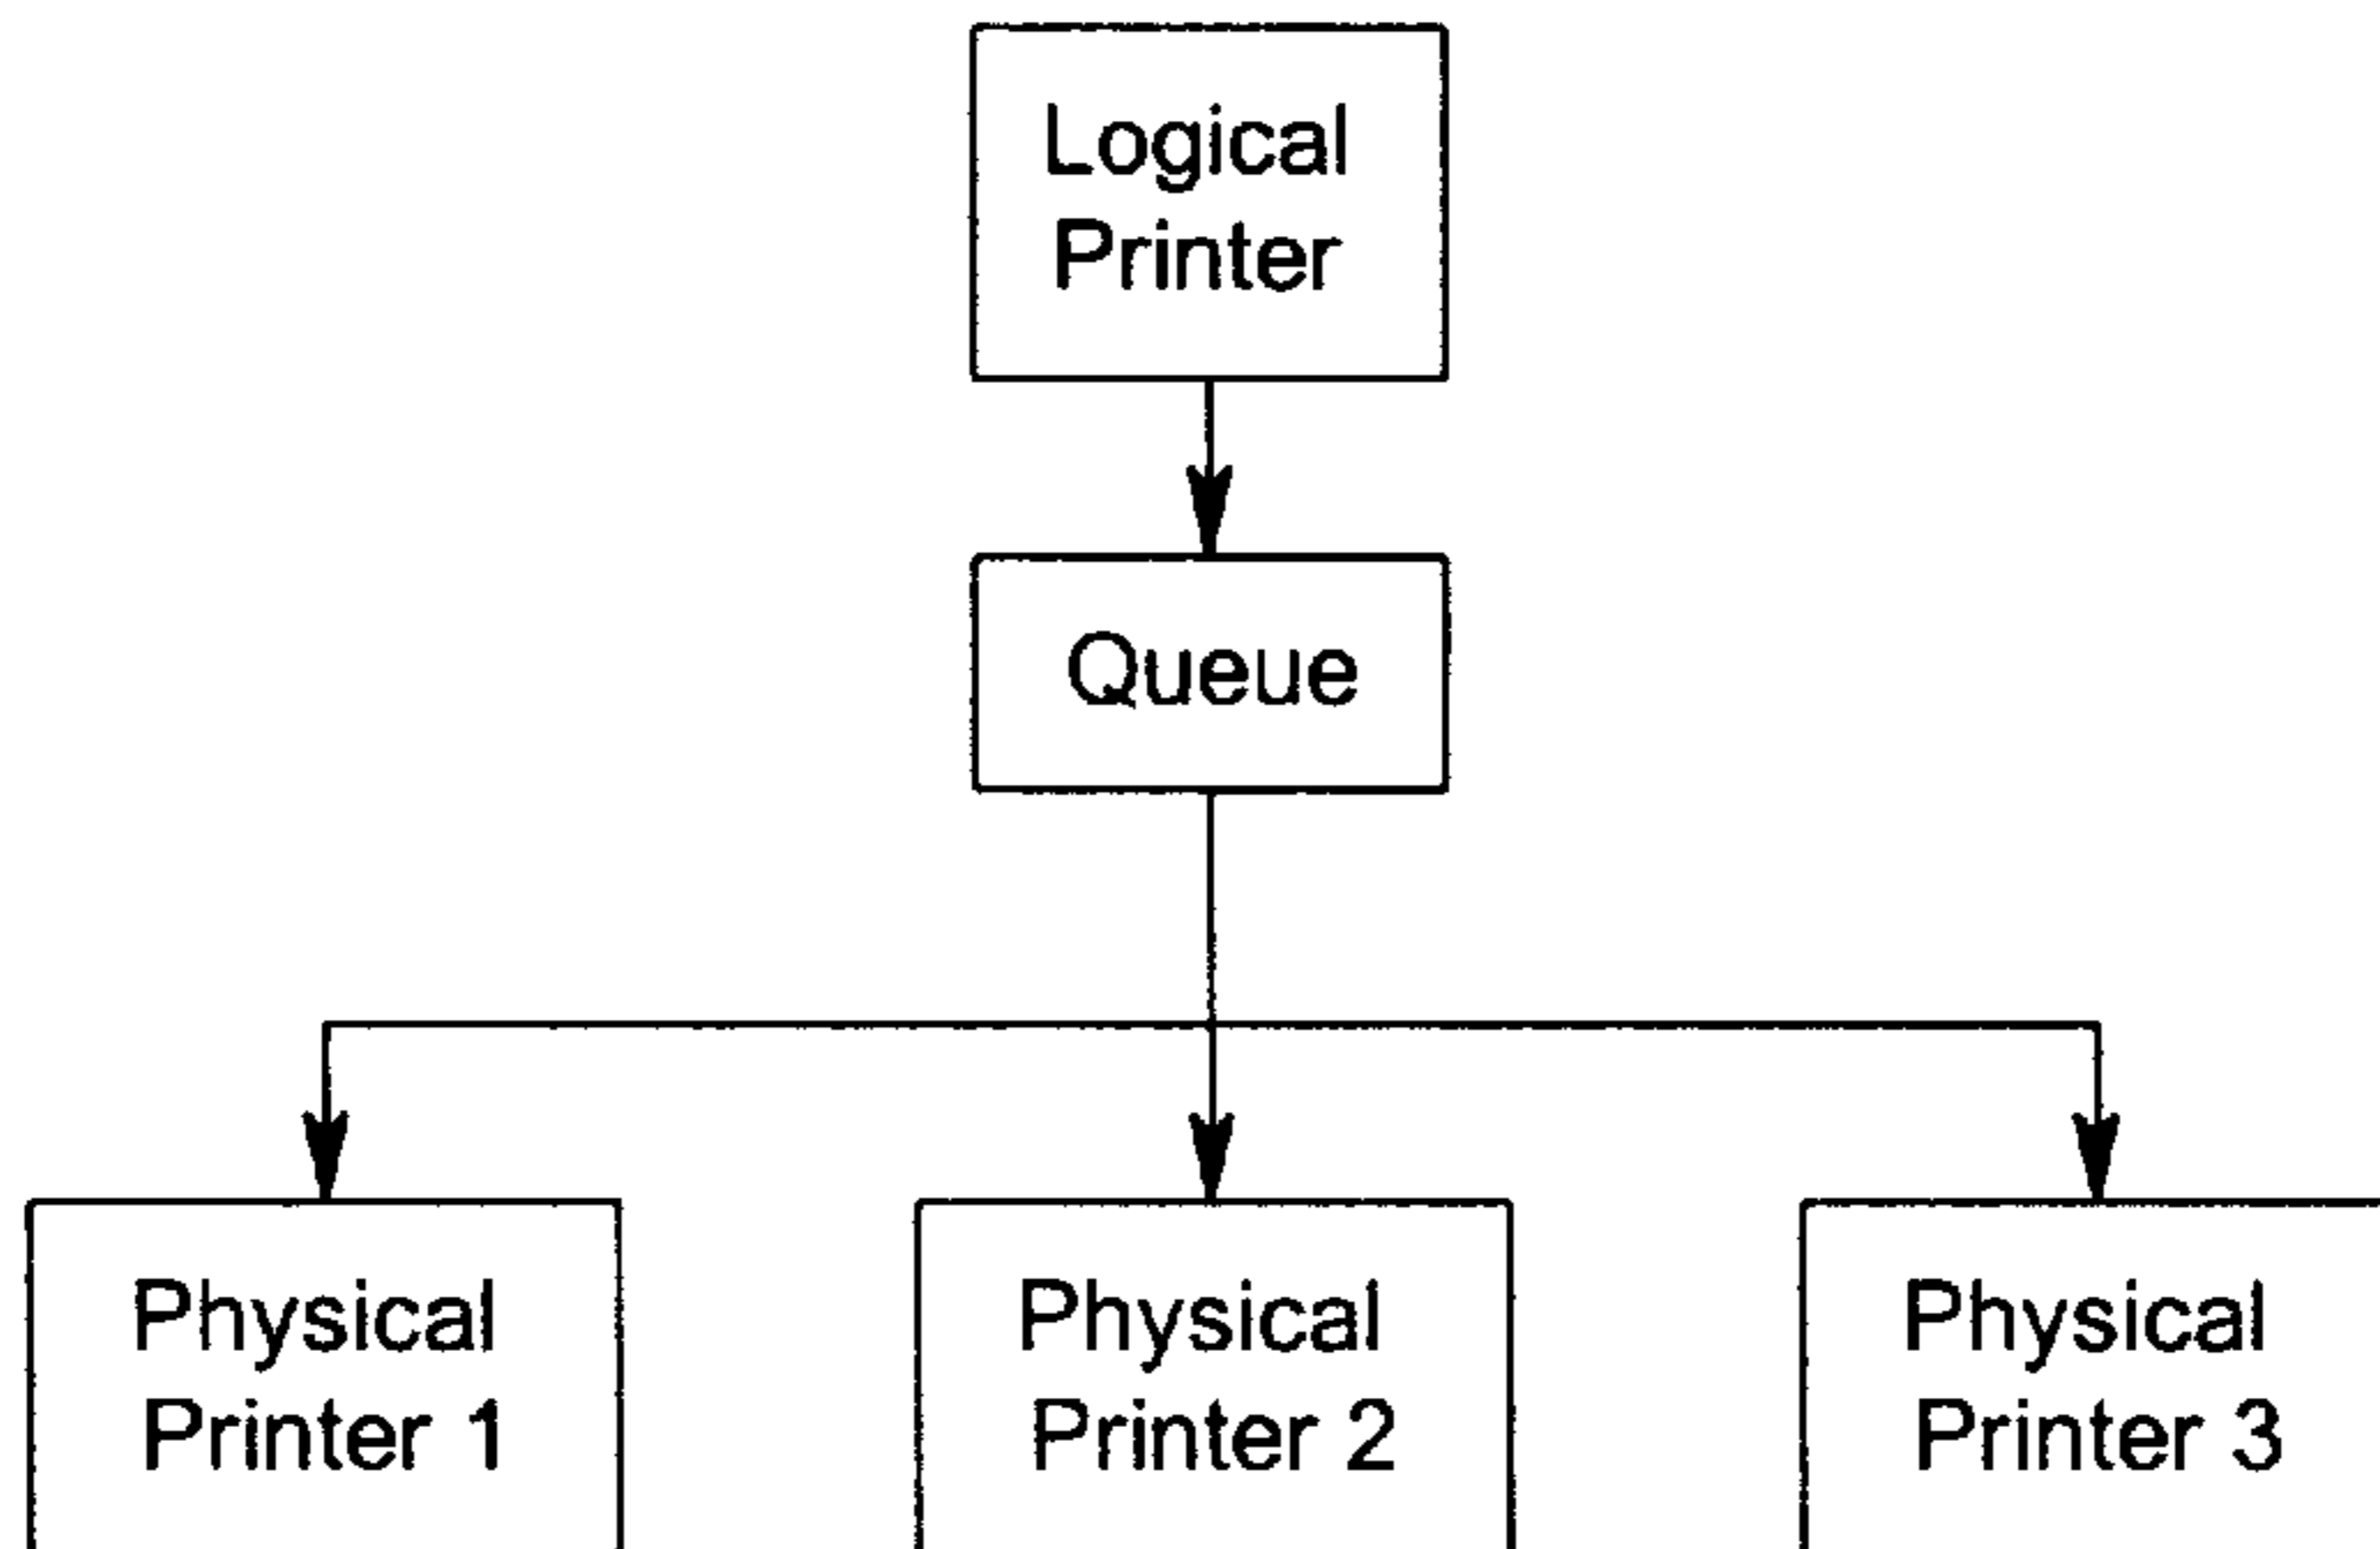 Logical
Printer
Queue
Physical
Printer 1
Physical
Printer 2
Physical
Printer 3